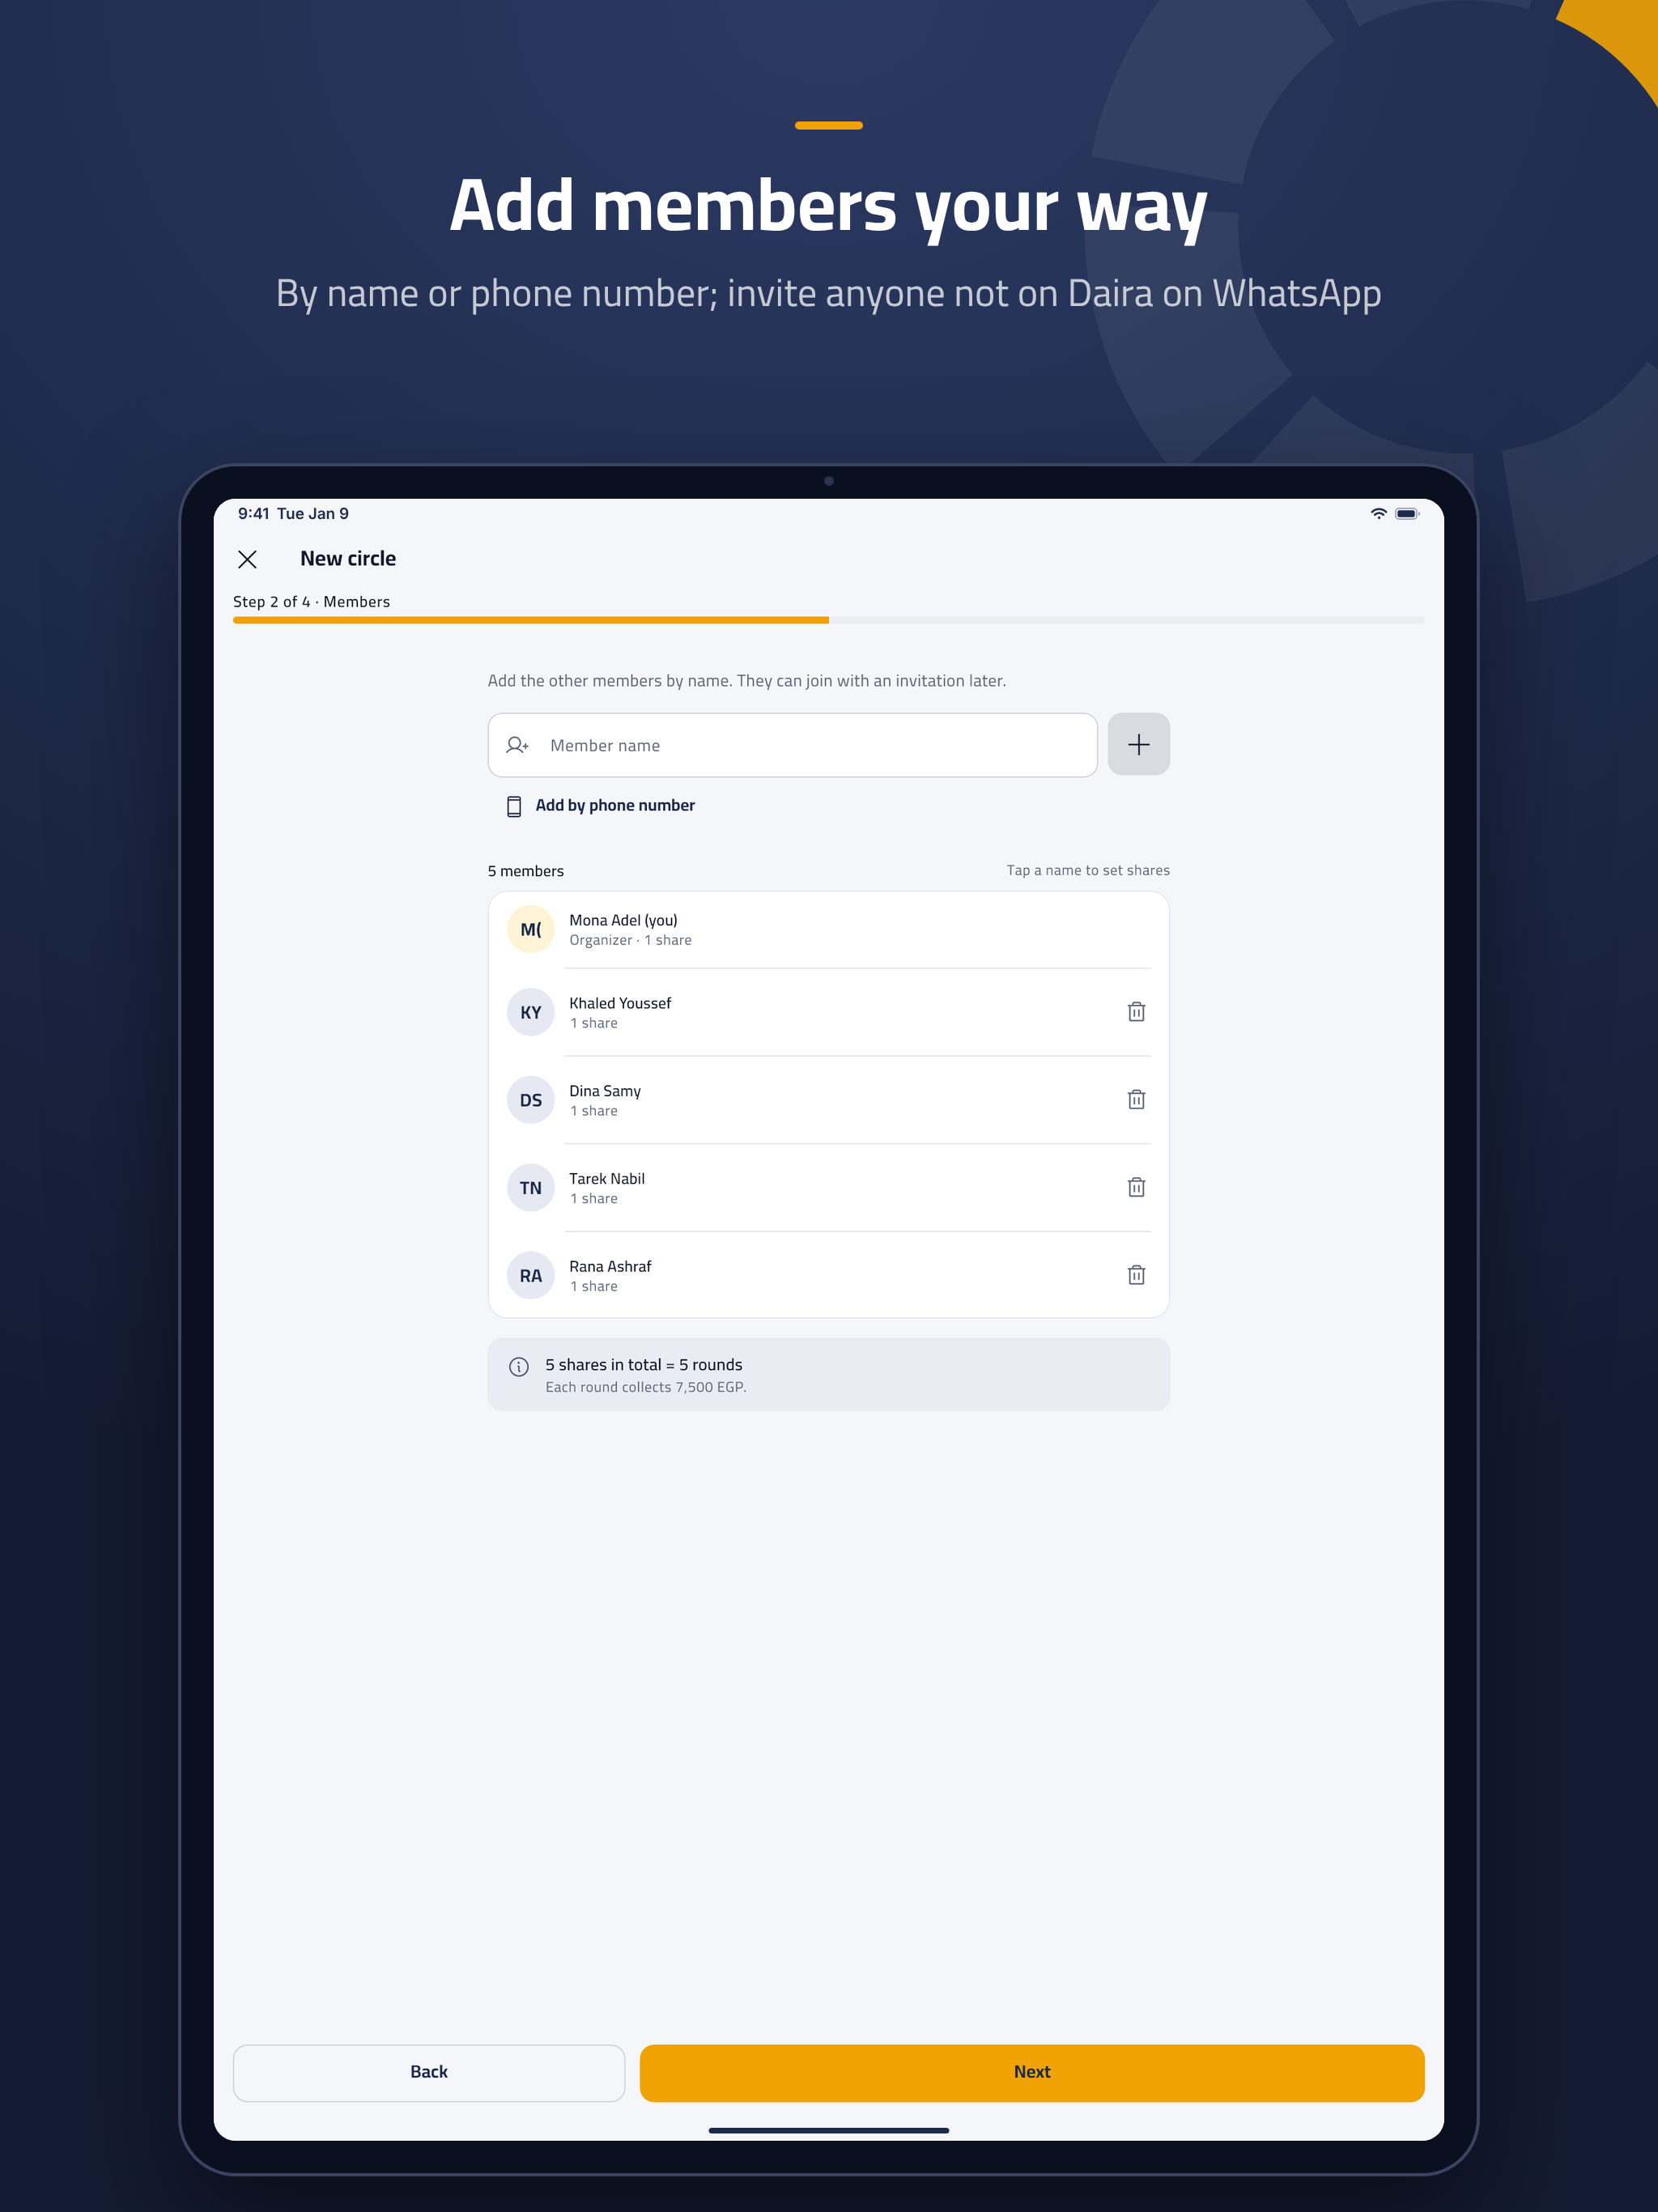 Add members your way
By name or phone number; invite anyone not on Daira on WhatsApp
9:41 Tue Jan 9
New circle
Step 2 of 4 · Members
Add the other members by name. They can join with an invitation later.
Member name
Add by phone number
5 members
Tap a name to set shares
M(
Mona Adel (you)
Organizer · 1 share
KY
Khaled Youssef
1 share
DS
Dina Samy
1 share
TN
Tarek Nabil
1 share
RA
Rana Ashraf
1 share
5 shares in total = 5 rounds
Each round collects 7,500 EGP.
Back
Next